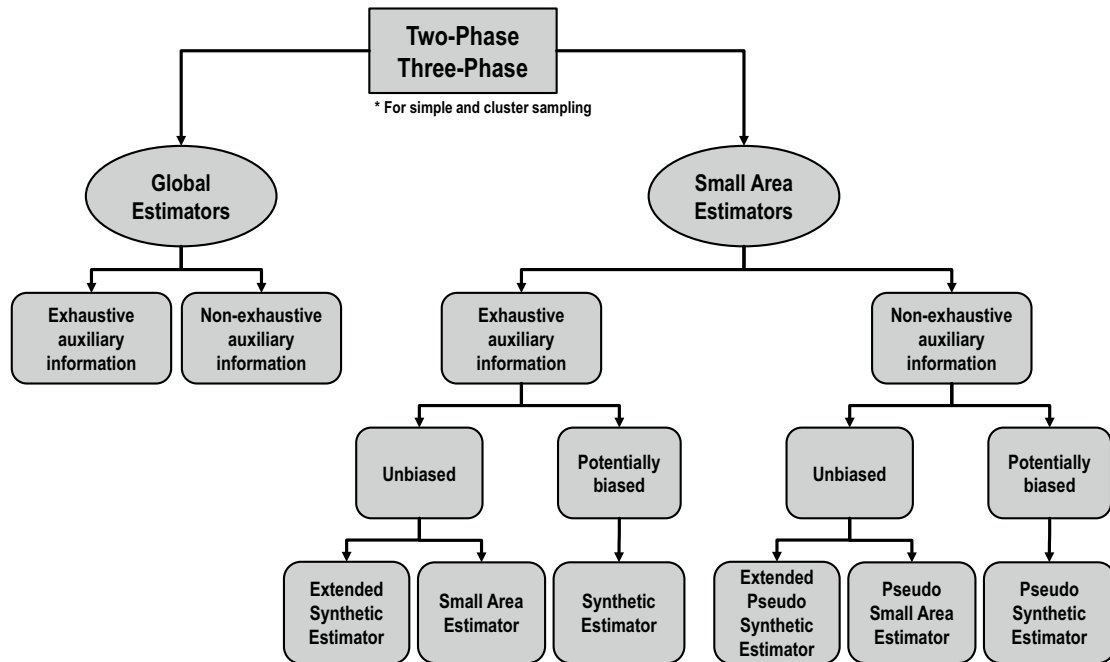 Two-Phase
Three-Phase
* For simple and cluster sampling
Global
Estimators
Small Area
Estimators
Exhaustive
auxiliary
information
Non-exhaustive
auxiliary
information
Exhaustive
auxiliary
information
Non-exhaustive
auxiliary
information
Unbiased
Potentially
biased
Unbiased
Potentially
biased
Extended
Synthetic
Estimator
Small Area
Estimator
Synthetic
Estimator
Extended
Pseudo
Synthetic
Estimator
Pseudo
Small Area
Estimator
Pseudo
Synthetic
Estimator